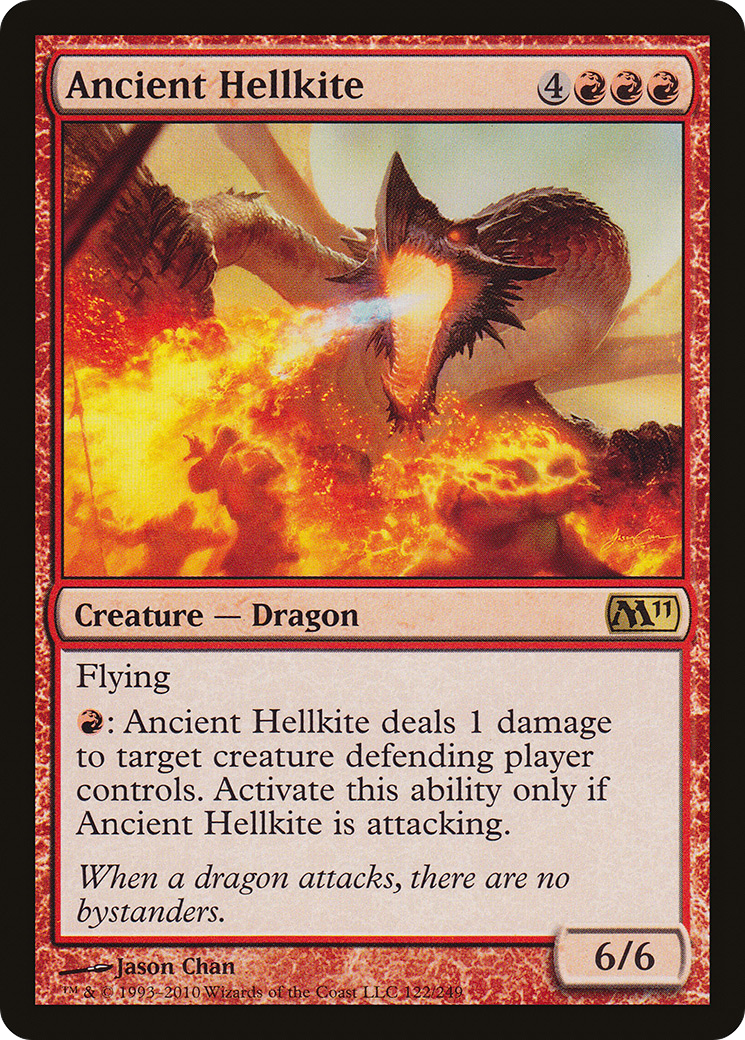 Ancient Hellkite 4
Creature — Dragon M11
Flying
: Ancient Hellkite deals 1 damage
to target creature defending player
controls. Activate this ability only if
Ancient Hellkite is attacking.
When a dragon attacks, there are no
bystanders.
6/6
Jason Chan
™ & © 1993–2010 Wizards of the Coast LLC 122/249